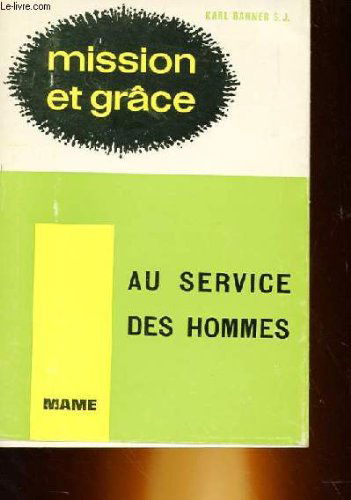 Le-livre.com
KARL RAHNER S.J.
mission
et grâce
AU SERVICE
DES HOMMES
MAME